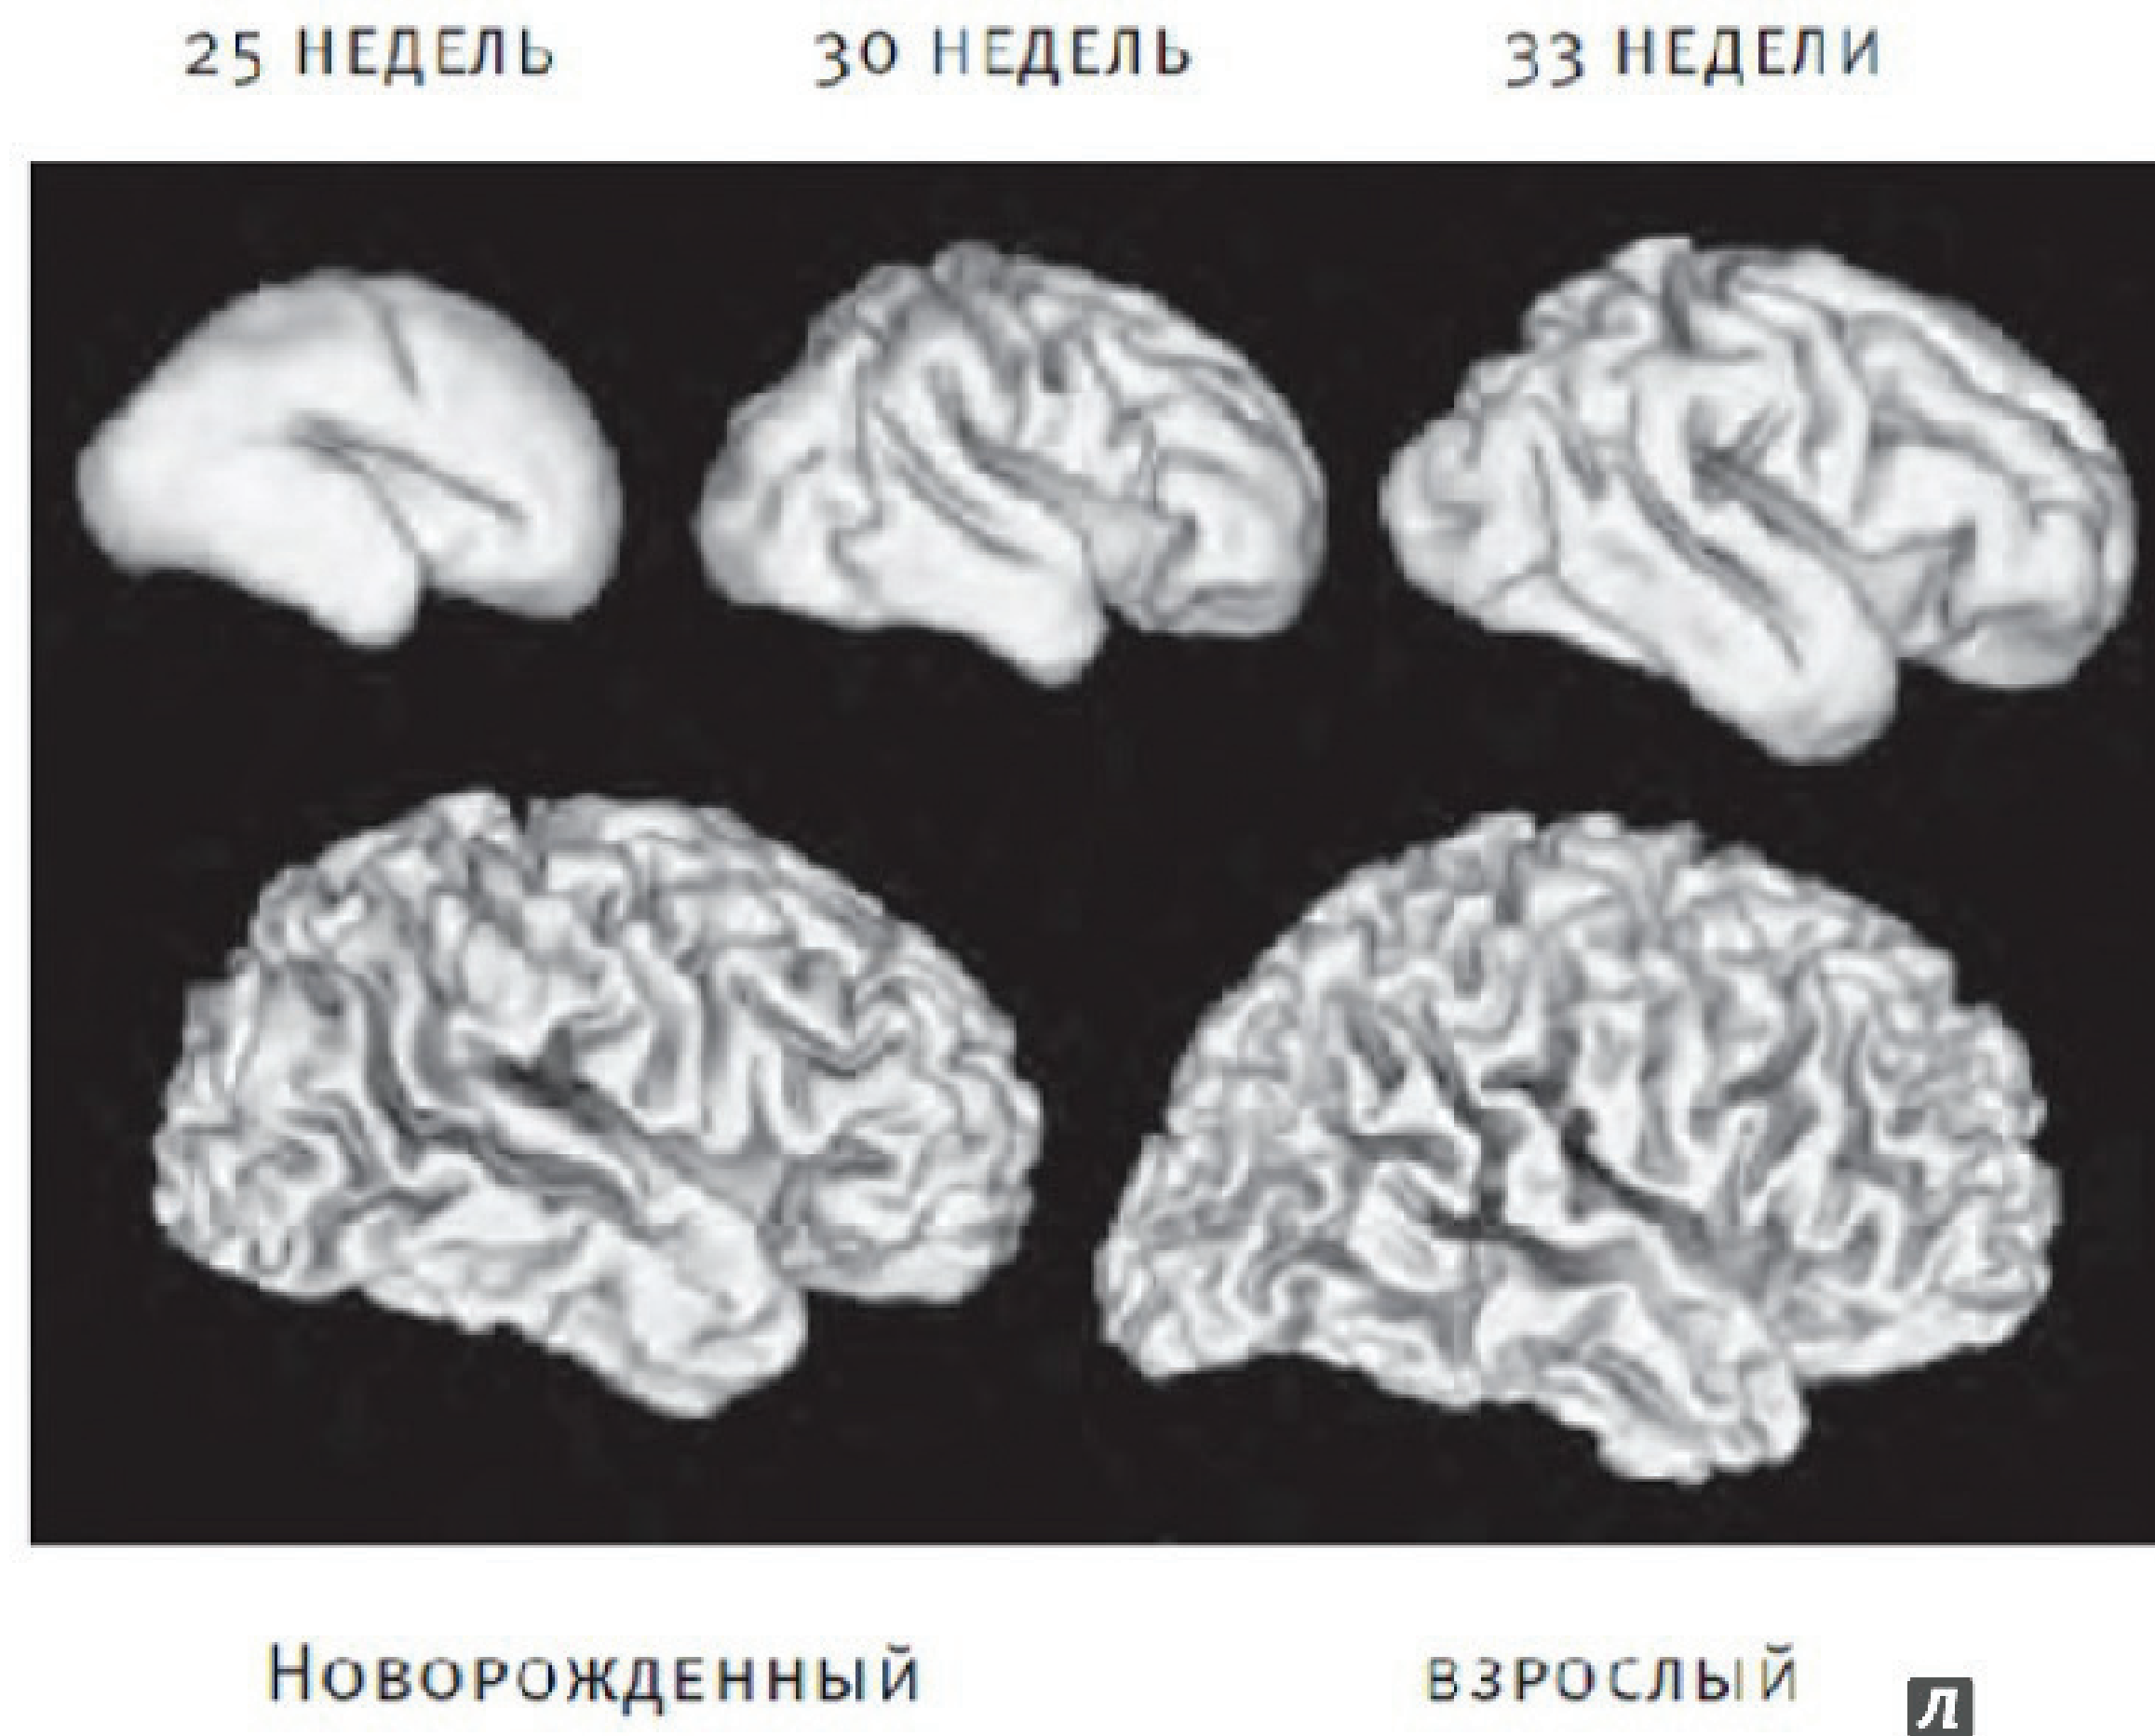 25 НЕДЕЛЬ
30 НЕДЕЛЬ
33 НЕДЕЛИ
Новорожденный
взрослый
Л